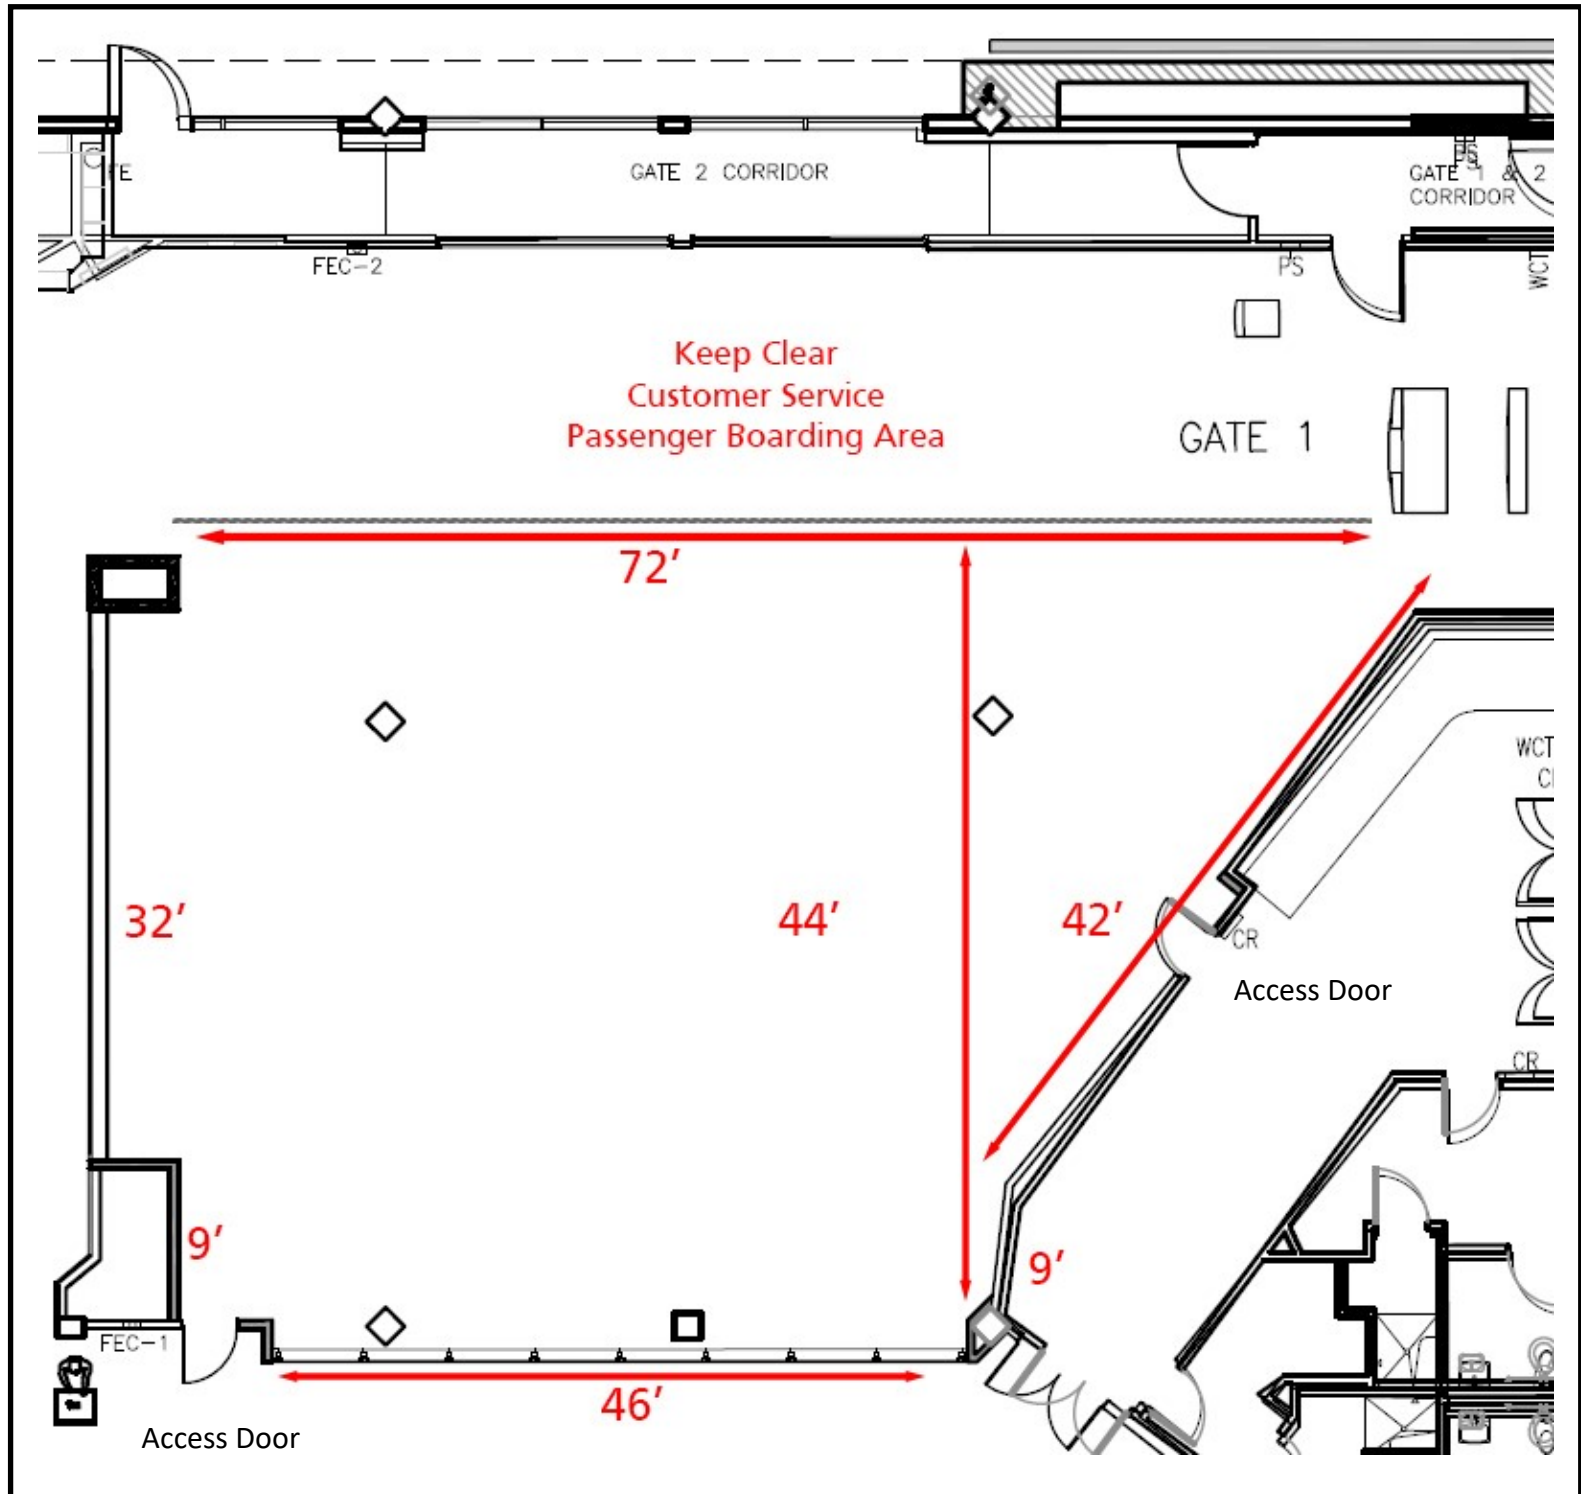 FE
GATE 2 CORRIDOR
GATE 1 & 2
CORRIDOR
FEC-2
PS
WCT
Keep Clear
Customer Service
Passenger Boarding Area
GATE 1
72'
WCT
32'
44'
42'
CR
Access Door
CR
9'
9'
FEC-1
46'
Access Door